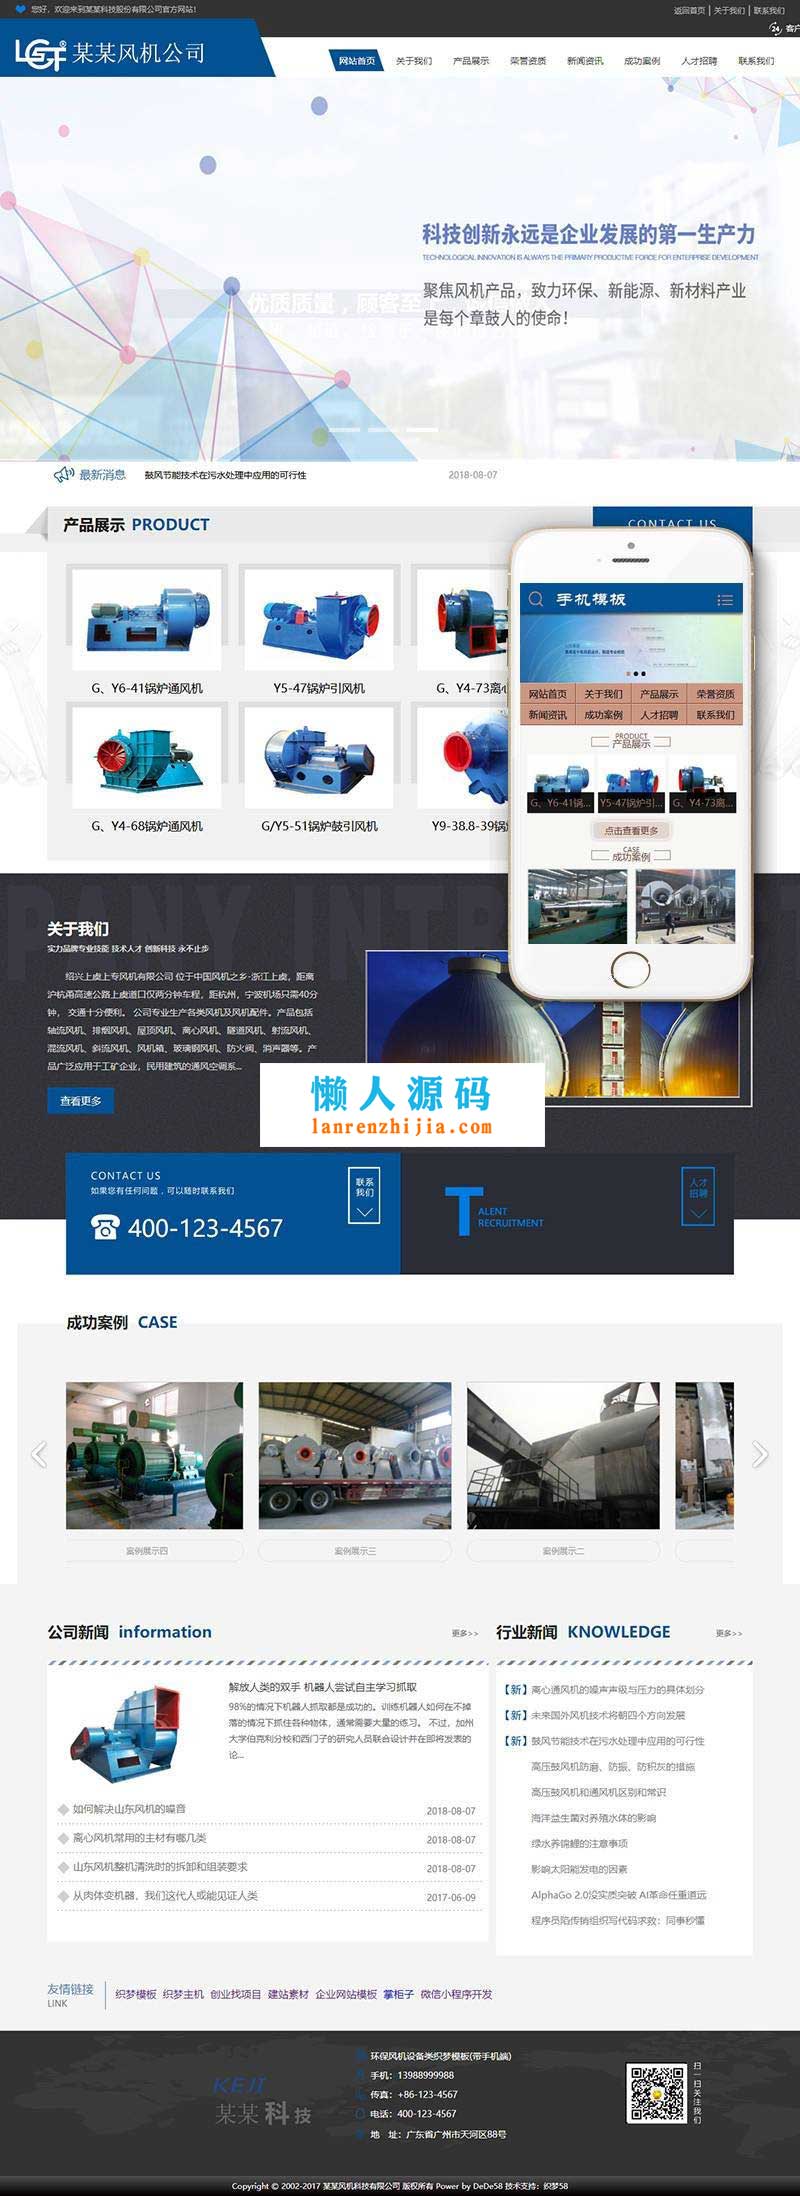 您好，欢迎来到某某科技股份有限公司官方网站！
返回首页 | 关于我们 | 联系我们
24 客户
LGF® 某某风机公司
网站首页 关于我们 产品展示 荣誉资质 新闻资讯 成功案例 人才招聘 联系我们
科技创新永远是企业发展的第一生产力
TECHNOLOGICAL INNOVATION IS ALWAYS THE PRIMARY PRODUCTIVE FORCE FOR ENTERPRISE DEVELOPMENT
优质质量，顾客至上
聚焦风机产品，致力环保、新能源、新材料产业
是每个章鼓人的使命！
最新消息 鼓风节能技术在污水处理中应用的可行性 2018-08-07
产品展示 PRODUCT
CONTACT US
G、Y6-41锅炉通风机
Y5-47锅炉引风机
G、Y4-73离心
G、Y4-68锅炉通风机
G/Y5-51锅炉鼓引风机
Y9-38.8-39锅炉
手机模板
网站首页 关于我们 产品展示 荣誉资质
新闻资讯 成功案例 人才招聘 联系我们
PRODUCT
产品展示
G、Y6-41锅... Y5-47锅炉引... G、Y4-73离...
点击查看更多
CASE
成功案例
关于我们
实力品牌专业技能 技术人才 创新科技 永不止步
绍兴上虞上专风机有限公司 位于中国风机之乡-浙江上虞，距离
沪杭甬高速公路上虞道口仅两分钟车程，距杭州，宁波机场只需40分
钟， 交通十分便利。 公司专业生产各类风机及风机配件。产品包括
轴流风机、排烟风机、屋顶风机、离心风机、隧道风机、射流风机、
混流风机、斜流风机、风机箱、玻璃钢风机、防火阀、消声器等。产
品广泛应用于工矿企业，民用建筑的通风空调系...
查看更多
懒人源码
lanrenzhijia.com
CONTACT US
如果您有任何问题，可以随时联系我们
400-123-4567
联系
我们
TALENT
RECRUITMENT
人才
招聘
成功案例 CASE
案例展示四
案例展示三
案例展示二
公司新闻 information 更多>>
行业新闻 KNOWLEDGE 更多>>
解放人类的双手 机器人尝试自主学习抓取
98%的情况下机器人抓取都是成功的。训练机器人如何在不掉
落的情况下抓住各种物体，通常需要大量的练习。 不过，加州
大学伯克利分校和西门子的研究人员联合设计并在即将发表的
论...
如何解决山东风机的噪音 2018-08-07
离心风机常用的主材有哪几类 2018-08-07
山东风机整机清洗时的拆卸和组装要求 2018-08-07
从肉体变机器，我们这代人或能见证人类 2017-06-09
【新】离心通风机的噪声声级与压力的具体划分
【新】未来国外风机技术将朝四个方向发展
【新】鼓风节能技术在污水处理中应用的可行性
高压鼓风机防磨、防振、防积灰的措施
高压鼓风机和通风机区别和常识
海洋益生菌对养殖水体的影响
绿水养锦鲤的注意事项
影响太阳能发电的因素
AlphaGo 2.0没实质突破 AI革命任重道远
程序员陷传销组织写代码求救：同事秒懂
友情链接
LINK
织梦模板 织梦主机 创业找项目 建站素材 企业网站模板 掌柜子 微信小程序开发
KEJI
某某科技
环保风机设备类织梦模板(带手机端)
手机：13988999988
传真：+86-123-4567
电话：400-123-4567
地 址：广东省广州市天河区88号
扫一扫关注我们
Copyright © 2002-2017 某某风机科技有限公司 版权所有 Power by DeDe58 技术支持：织梦58